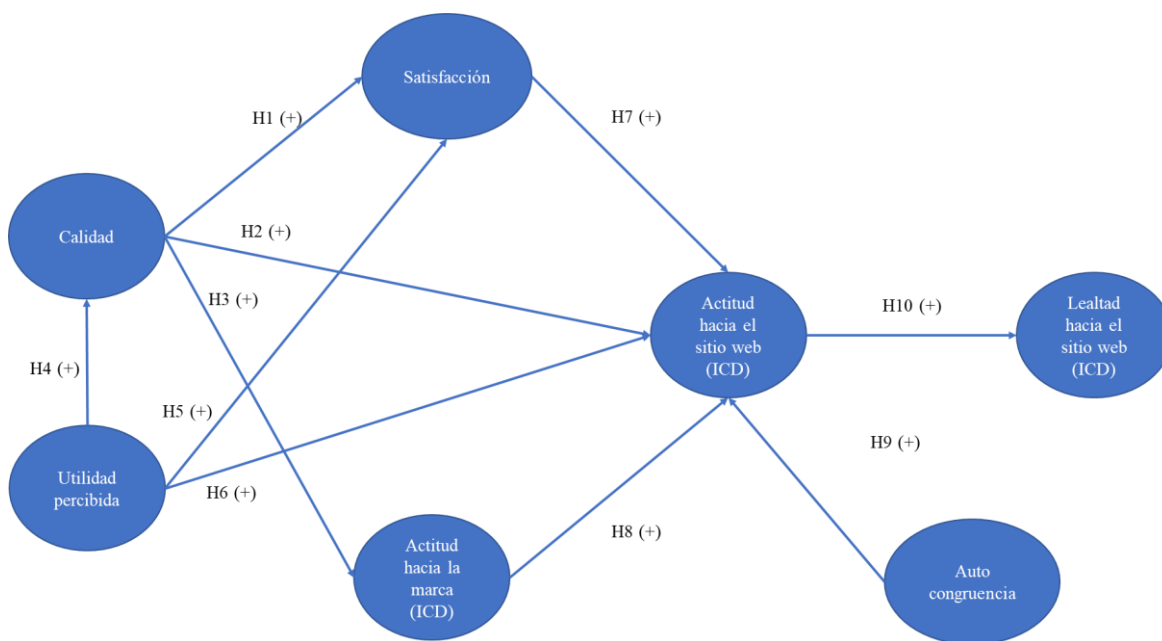 Satisfacción
H1 (+)
H7 (+)
Calidad
H2 (+)
H3 (+)
Actitud
hacia el
sitio web
(ICD)
H10 (+)
Lealtad
hacia el
sitio web
(ICD)
H4 (+)
H5 (+)
H9 (+)
Utilidad
percibida
H6 (+)
H8 (+)
Actitud
hacia la
marca
(ICD)
Auto
congruencia